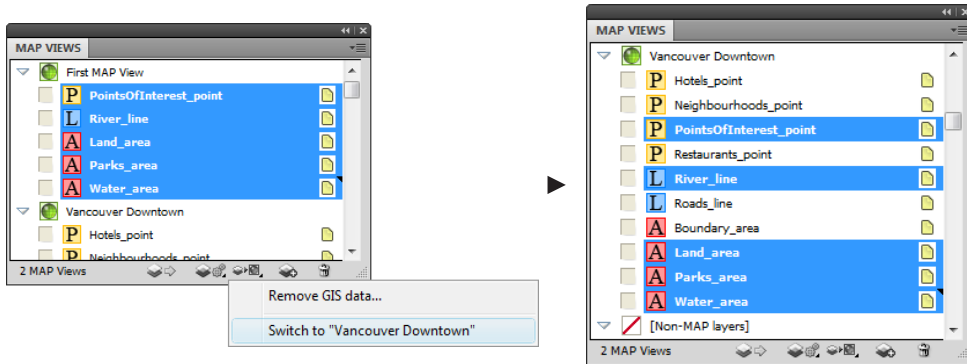 MAP VIEWS
First MAP View
P PointsOfInterest_point
L River_line
A Land_area
A Parks_area
A Water_area
Vancouver Downtown
P Hotels_point
P Neighbourhoods_point
2 MAP Views
Remove GIS data...
Switch to "Vancouver Downtown"
MAP VIEWS
Vancouver Downtown
P Hotels_point
P Neighbourhoods_point
P PointsOfInterest_point
P Restaurants_point
L River_line
L Roads_line
A Boundary_area
A Land_area
A Parks_area
A Water_area
[Non-MAP layers]
2 MAP Views